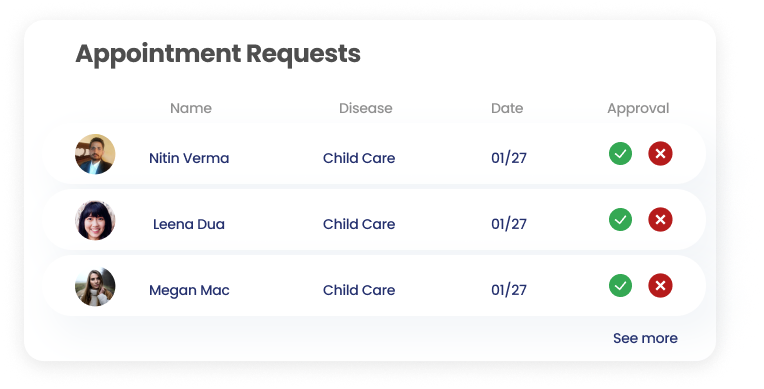 Appointment Requests
Name Disease Date Approval
Nitin Verma Child Care 01/27
Leena Dua Child Care 01/27
Megan Mac Child Care 01/27
See more